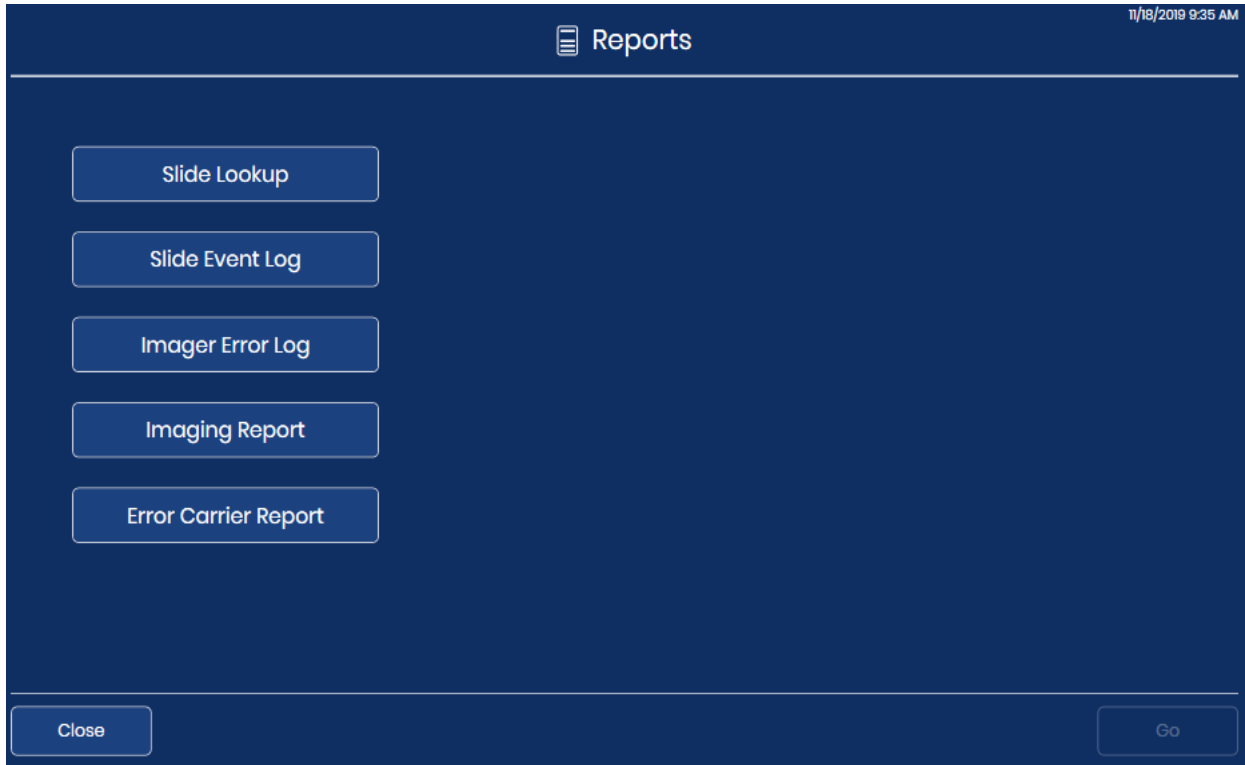 11/18/2019 9:35 AM
Reports
Slide Lookup
Slide Event Log
Imager Error Log
Imaging Report
Error Carrier Report
Close
Go